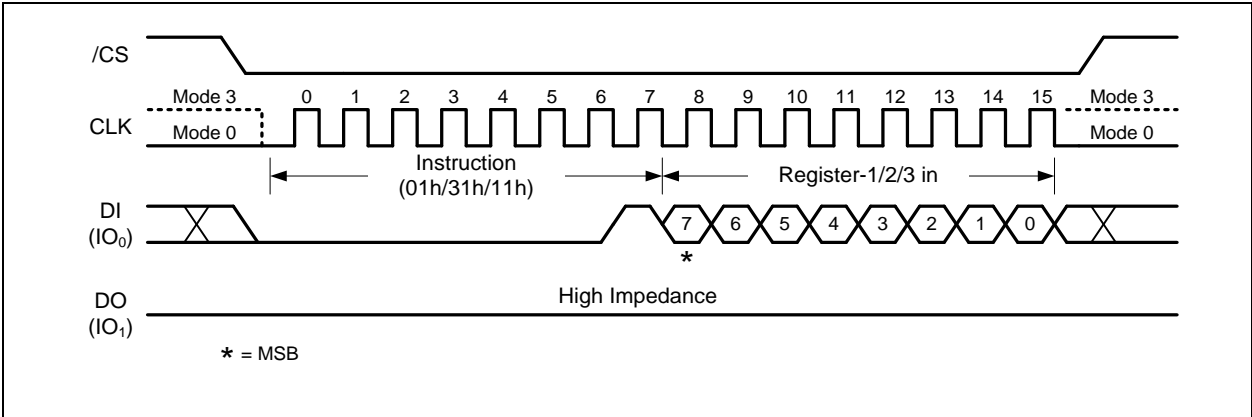 /CS
Mode 3 0 1 2 3 4 5 6 7 8 9 10 11 12 13 14 15 Mode 3
CLK
Mode 0 Mode 0
Instruction
(01h/31h/11h)
Register-1/2/3 in
DI
(IO₀)
7 6 5 4 3 2 1 0
*
High Impedance
DO
(IO₁)
* = MSB